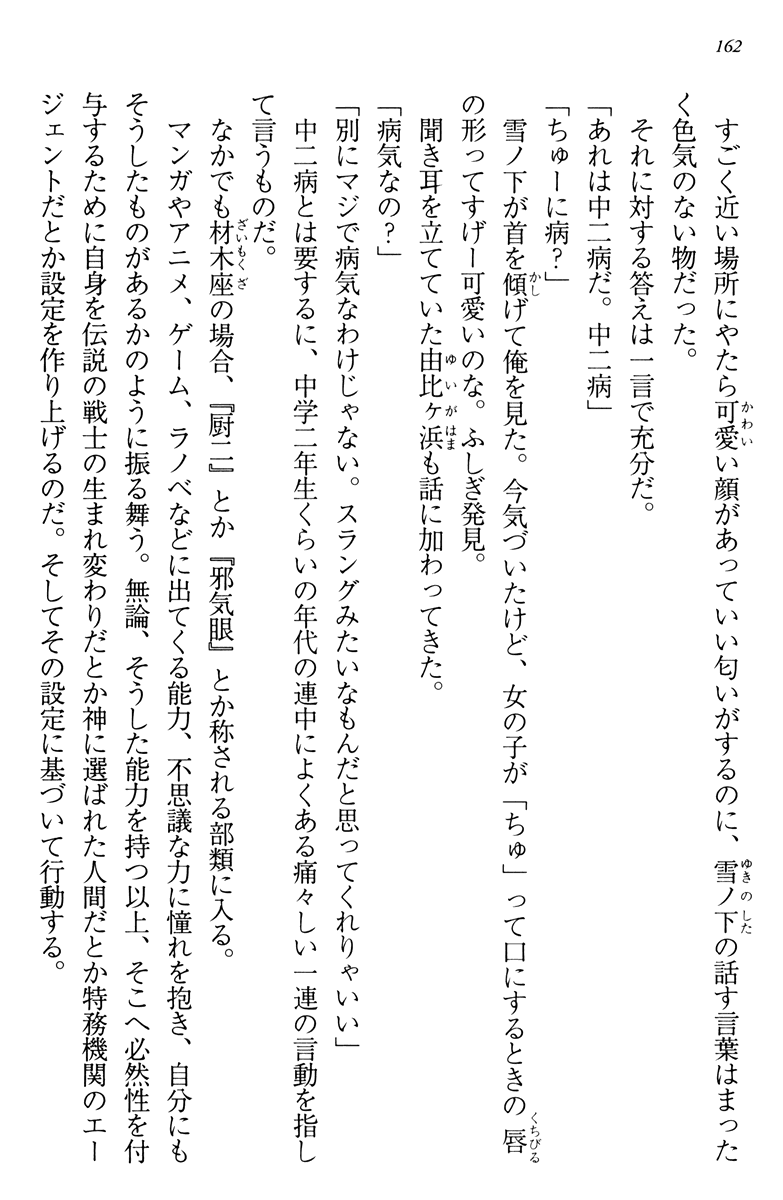 162
すごく近い場所にやたら可愛い顔があっていい匂いがするのに、雪ノ下の話す言葉はまった
く色気のない物だった。
それに対する答えは一言で充分だ。
「あれは中二病だ。中二病」
「ちゅーに病？」
雪ノ下が首を傾げて俺を見た。今気づいたけど、女の子が「ちゅ」って口にするときの唇
の形ってすげー可愛いのな。ふしぎ発見。
聞き耳を立てていた由比ヶ浜も話に加わってきた。
「病気なの？」
「別にマジで病気なわけじゃない。スラングみたいなもんだと思ってくれりゃいい」
中二病とは要するに、中学二年生くらいの年代の連中によくある痛々しい一連の言動を指し
て言うものだ。
なかでも材木座の場合、『厨二』とか『邪気眼』とか称される部類に入る。
マンガやアニメ、ゲーム、ラノベなどに出てくる能力、不思議な力に憧れを抱き、自分にも
そうしたものがあるかのように振る舞う。無論、そうした能力を持つ以上、そこへ必然性を付
与するために自身を伝説の戦士の生まれ変わりだとか神に選ばれた人間だとか特務機関のエー
ジェントだとか設定を作り上げるのだ。そしてその設定に基づいて行動する。